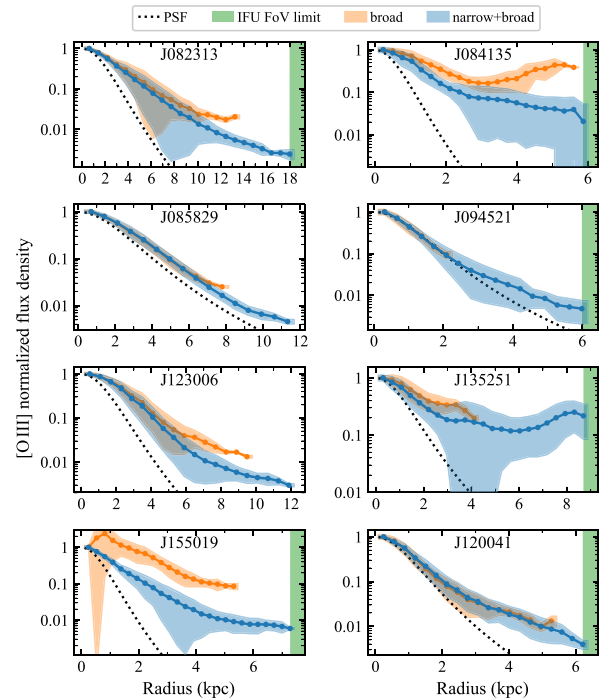 PSF IFU FoV limit broad narrow+broad
J082313 J084135
1 1
0.1 0.1
0.01 0.01
0 2 4 6 8 10 12 14 16 18 0 2 4 6
J085829 J094521
1 1
0.1 0.1
0.01 0.01
0 2 4 6 8 10 12 0 2 4 6
[OIII] normalized flux density
J123006 J135251
1 1
0.1 0.1
0.01 0.01
0 2 4 6 8 10 12 0 2 4 6 8
J155019 J120041
1 1
0.1 0.1
0.01 0.01
0 2 4 6 0 2 4 6
Radius (kpc) Radius (kpc)